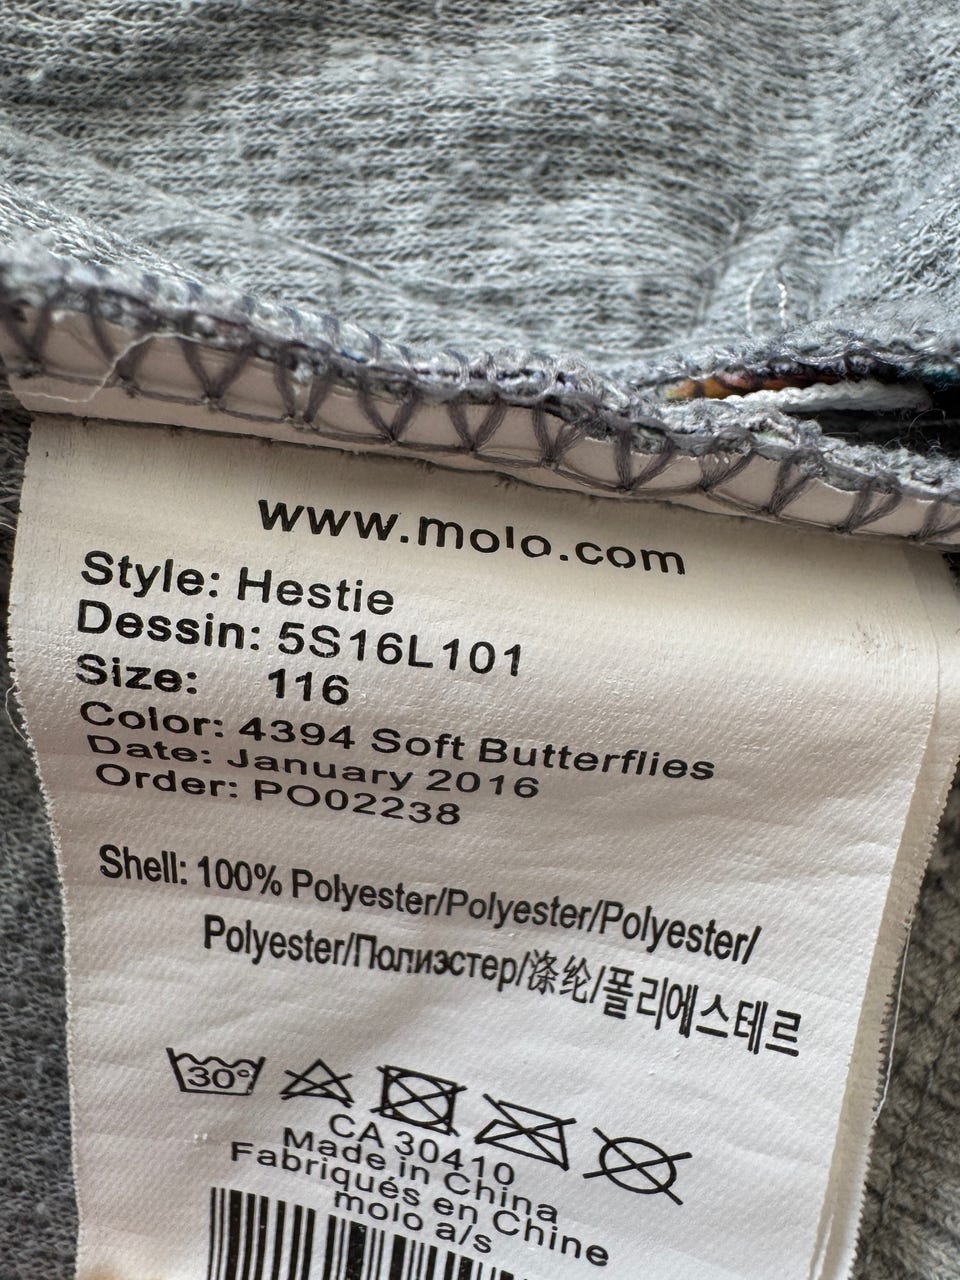 www.molo.com
Style: Hestie
Dessin: 5S16L101
Size: 116
Color: 4394 Soft Butterflies
Date: January 2016
Order: PO02238
Shell: 100% Polyester/Polyester/Polyester/
Polyester/Полиэстер/涤纶/폴리에스테르
30°
CA 30410
Made in China
Fabriqués en Chine
molo a/s